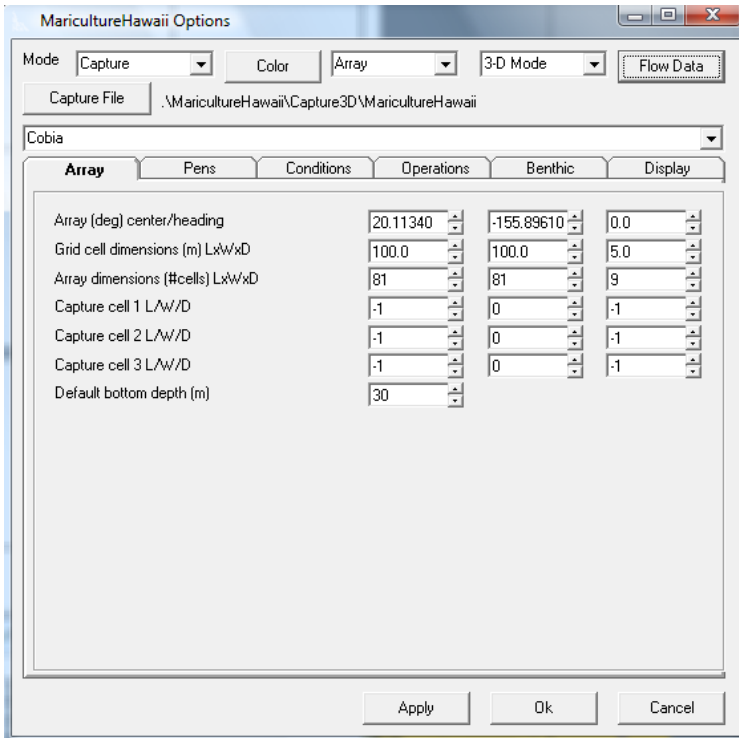 MaricultureHawaii Options
Mode Capture Color Array 3-D Mode Flow Data
Capture File .\MaricultureHawaii\Capture3D\MaricultureHawaii
Cobia
Array Pens Conditions Operations Benthic Display
Array (deg) center/heading 20.11340 -155.89610 0.0
Grid cell dimensions (m) LxWxD 100.0 100.0 5.0
Array dimensions (#cells) LxWxD 81 81 9
Capture cell 1 L/W/D -1 0 -1
Capture cell 2 L/W/D -1 0 -1
Capture cell 3 L/W/D -1 0 -1
Default bottom depth (m) 30
Apply Ok Cancel